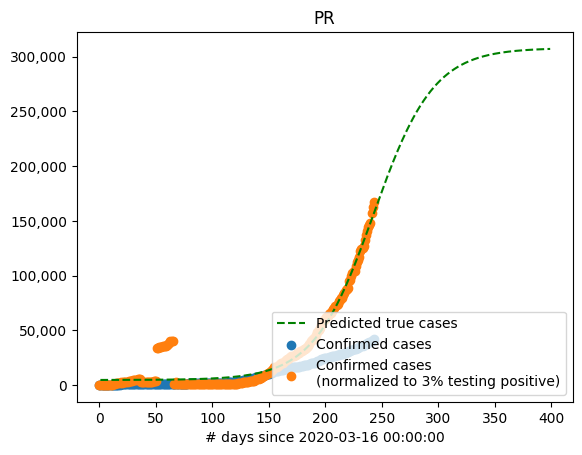 PR
300,000
250,000
200,000
150,000
100,000
50,000
0
Predicted true cases
Confirmed cases
Confirmed cases
(normalized to 3% testing positive)
0 50 100 150 200 250 300 350 400
# days since 2020-03-16 00:00:00